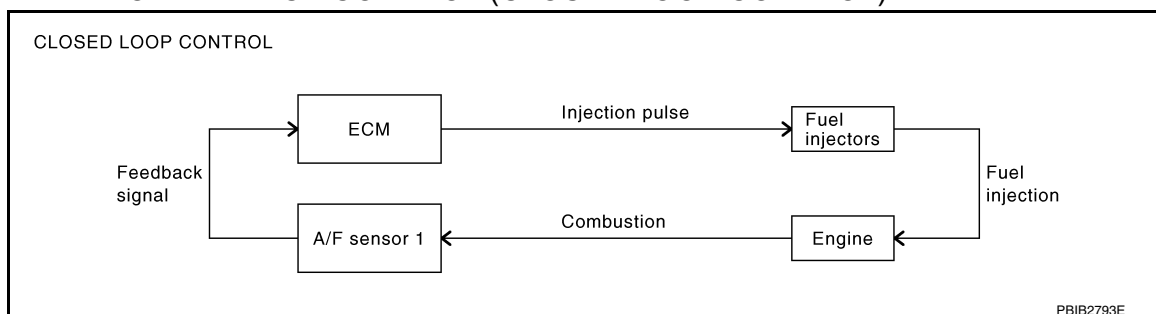 CLOSED LOOP CONTROL
ECM
Injection pulse
Fuel
injectors
Feedback
signal
Fuel
injection
A/F sensor 1
Combustion
Engine
PBIB2793E